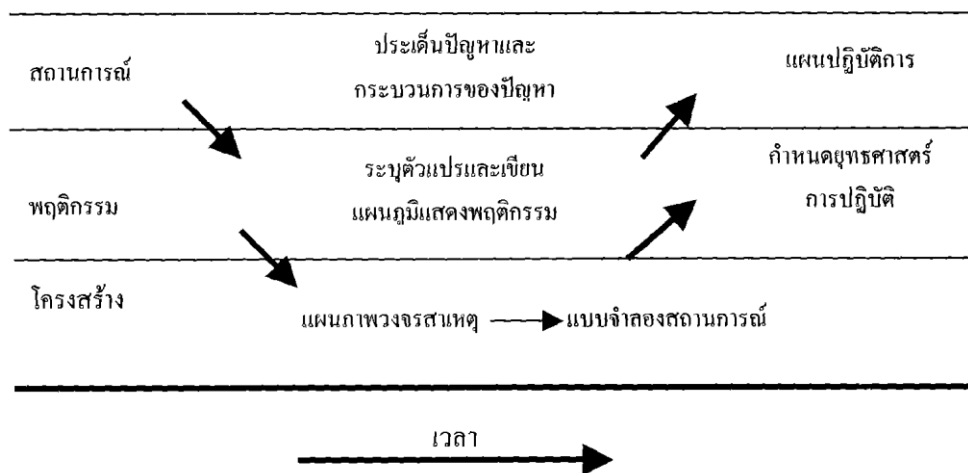 สถานการณ์
ประเด็นปัญหาและ
กระบวนการของปัญหา
แผนปฏิบัติการ
พฤติกรรม
ระบุตัวแปรและเขียน
แผนภูมิแสดงพฤติกรรม
กำหนดยุทธศาสตร์
การปฏิบัติ
โครงสร้าง
แผนภาพวงจรสาเหตุ
แบบจำลองสถานการณ์
เวลา